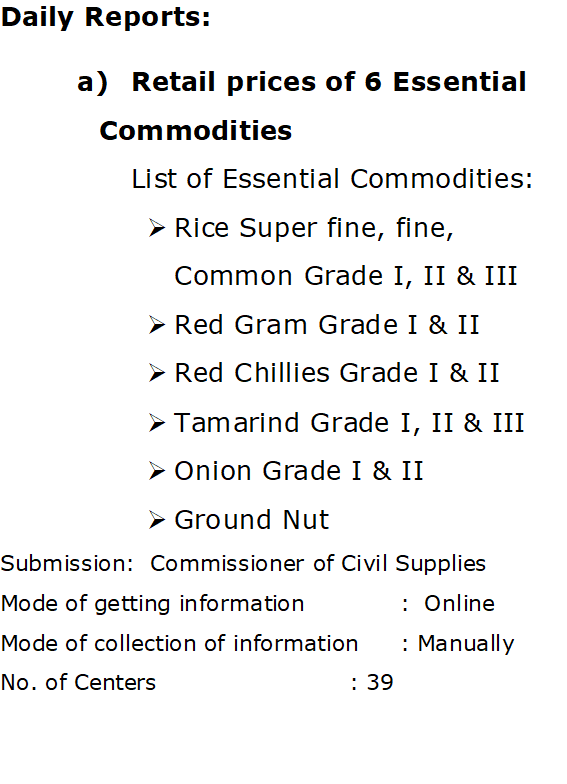 Daily Reports:
a) Retail prices of 6 Essential
Commodities
List of Essential Commodities:
➢ Rice Super fine, fine,
Common Grade I, II & III
➢ Red Gram Grade I & II
➢ Red Chillies Grade I & II
➢ Tamarind Grade I, II & III
➢ Onion Grade I & II
➢ Ground Nut
Submission: Commissioner of Civil Supplies
Mode of getting information : Online
Mode of collection of information : Manually
No. of Centers : 39